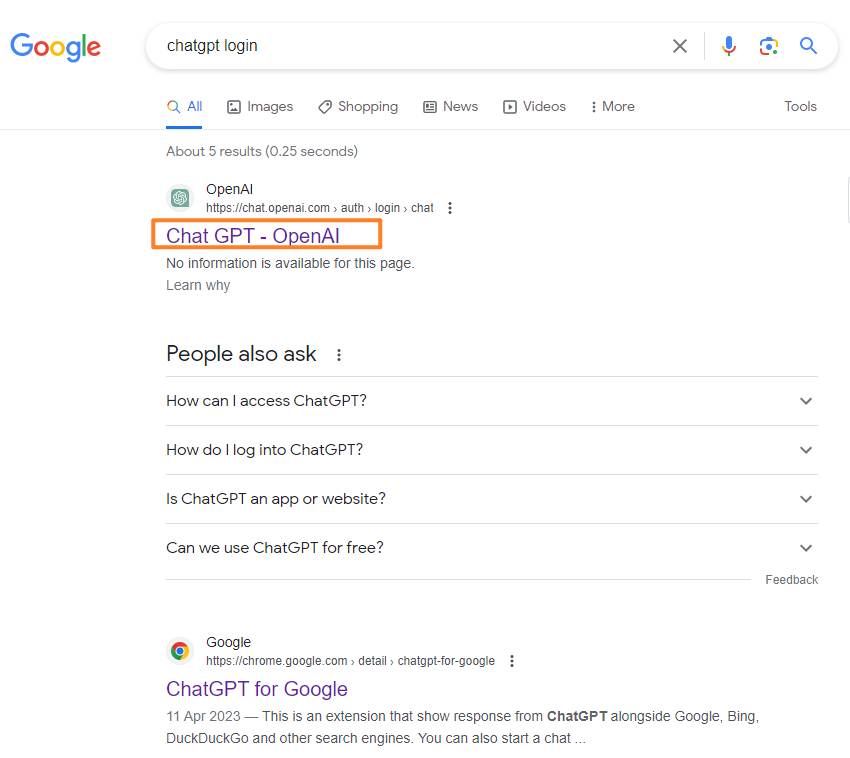 Google
chatgpt login
All Images Shopping News Videos More Tools
About 5 results (0.25 seconds)
OpenAI
https://chat.openai.com › auth › login › chat
Chat GPT - OpenAI
No information is available for this page.
Learn why
People also ask
How can I access ChatGPT?
How do I log into ChatGPT?
Is ChatGPT an app or website?
Can we use ChatGPT for free?
Feedback
Google
https://chrome.google.com › detail › chatgpt-for-google
ChatGPT for Google
11 Apr 2023 — This is an extension that show response from ChatGPT alongside Google, Bing,
DuckDuckGo and other search engines. You can also start a chat ...